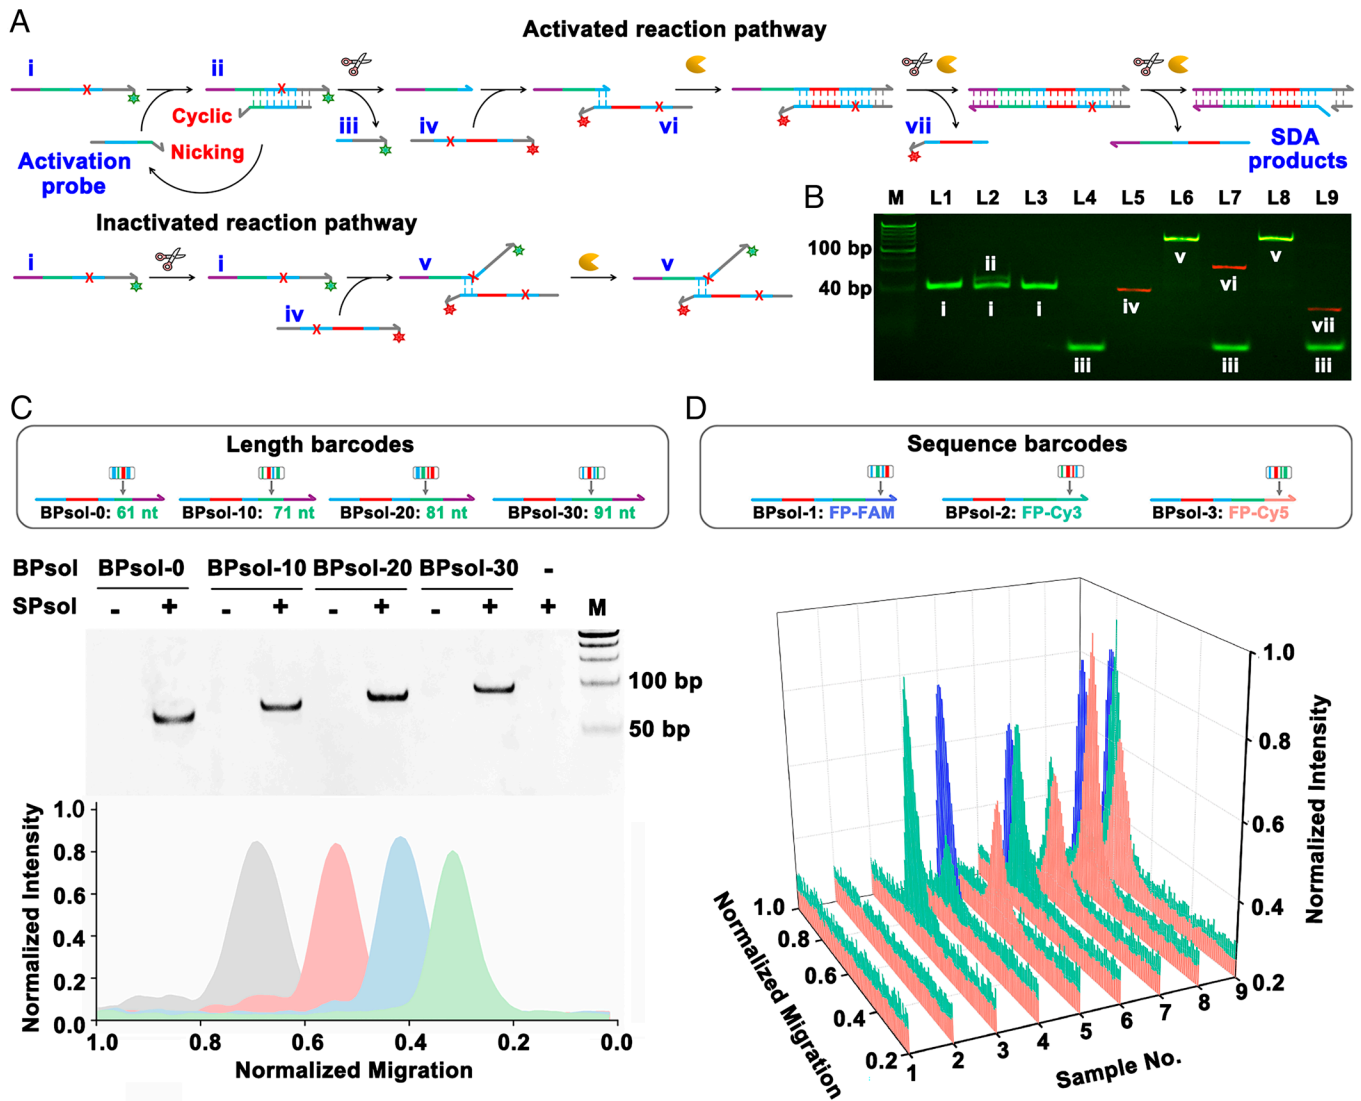 A
Activated reaction pathway
i
ii
iii
iv
vi
vii
X
X
X
X
X
X
Cyclic
Nicking
Activation
probe
SDA
products
Inactivated reaction pathway
i
i
iv
v
v
X
X
X
X
X
X
X
B
M L1 L2 L3 L4 L5 L6 L7 L8 L9
100 bp
40 bp
ii
i
i
i
iii
iv
v
vi
iii
v
vii
iii
C
Length barcodes
BPsol-0: 61 nt
BPsol-10: 71 nt
BPsol-20: 81 nt
BPsol-30: 91 nt
BPsol BPsol-0 BPsol-10 BPsol-20 BPsol-30 -
SPsol - + - + - + - + + M
100 bp
50 bp
Normalized Intensity
1.0
0.8
0.6
0.4
0.2
0.0
1.0 0.8 0.6 0.4 0.2 0.0
Normalized Migration
D
Sequence barcodes
BPsol-1: FP-FAM
BPsol-2: FP-Cy3
BPsol-3: FP-Cy5
1.0
0.8
0.6
0.4
0.2
Normalized Intensity
1.0
0.8
0.6
0.4
0.2
Normalized Migration
1 2 3 4 5 6 7 8 9
Sample No.